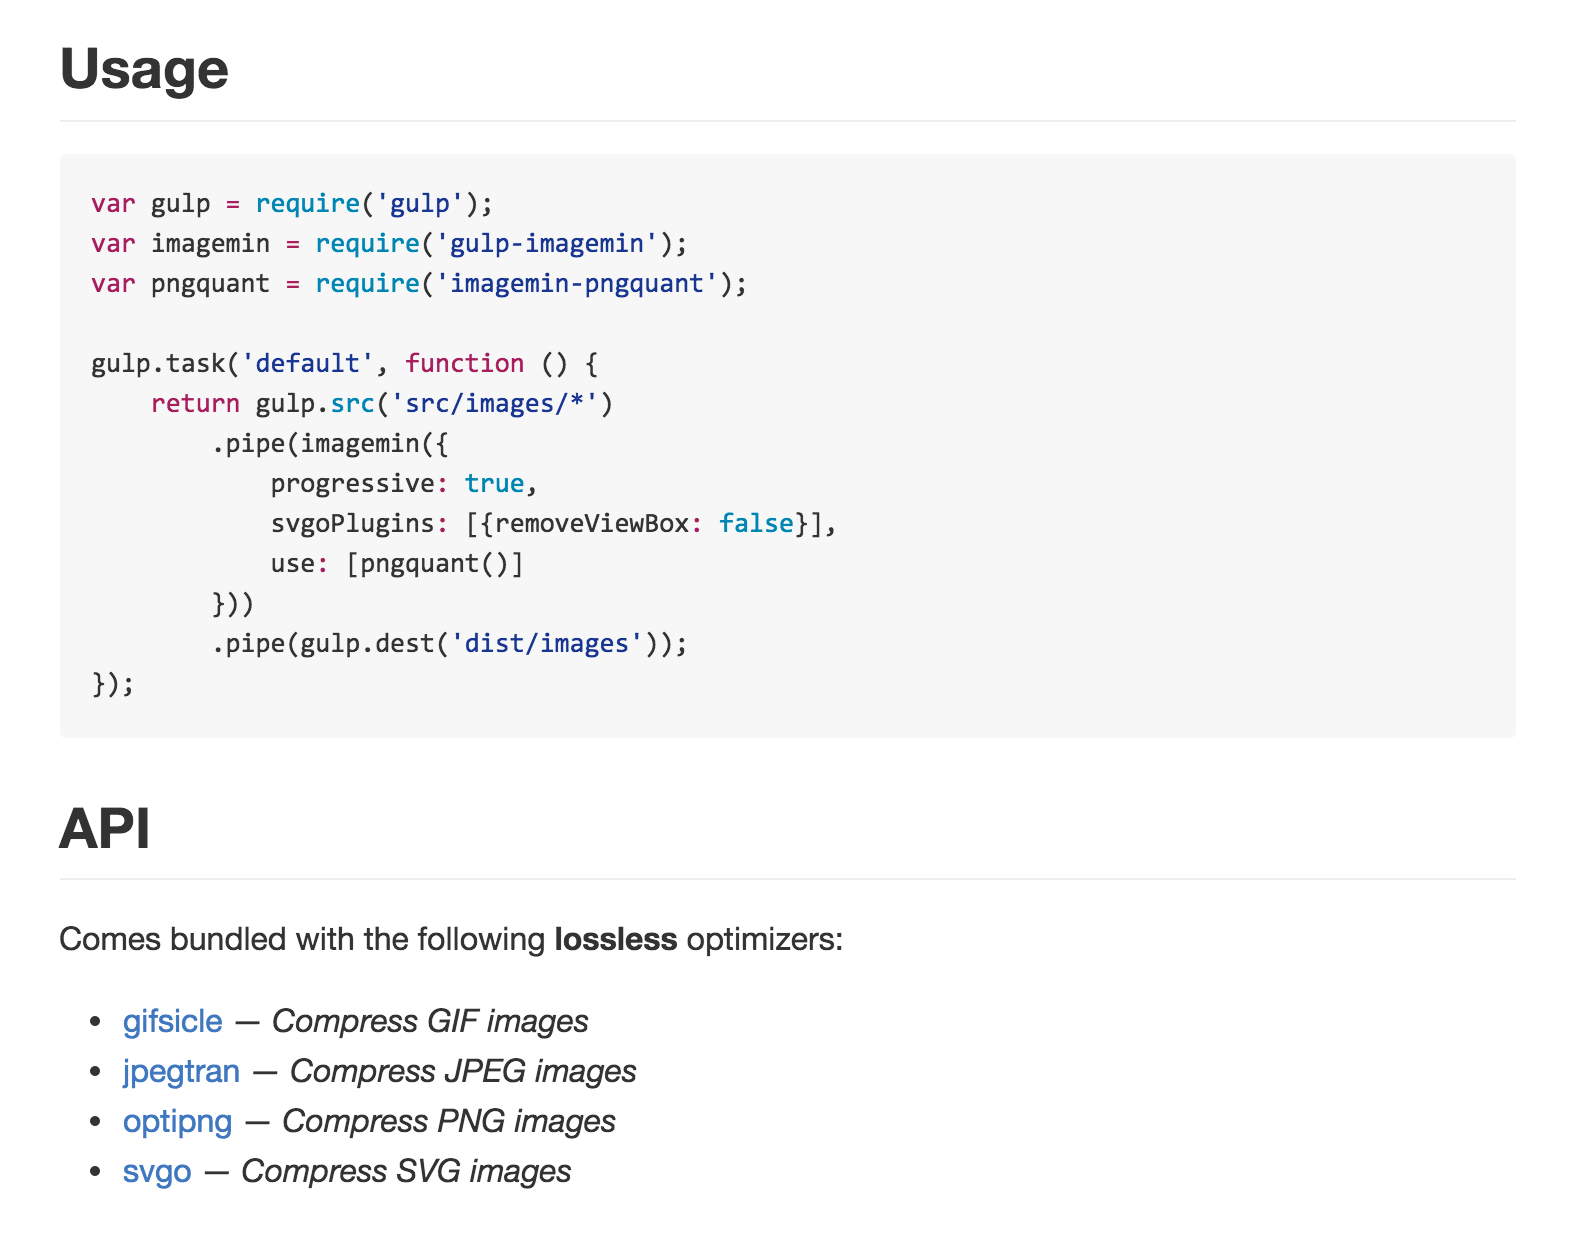 Usage
var gulp = require('gulp');
var imagemin = require('gulp-imagemin');
var pngquant = require('imagemin-pngquant');
gulp.task('default', function () {
    return gulp.src('src/images/*')
        .pipe(imagemin({
            progressive: true,
            svgoPlugins: [{removeViewBox: false}],
            use: [pngquant()]
        }))
        .pipe(gulp.dest('dist/images'));
});
API
Comes bundled with the following lossless optimizers:
• gifsicle — Compress GIF images
• jpegtran — Compress JPEG images
• optipng — Compress PNG images
• svgo — Compress SVG images